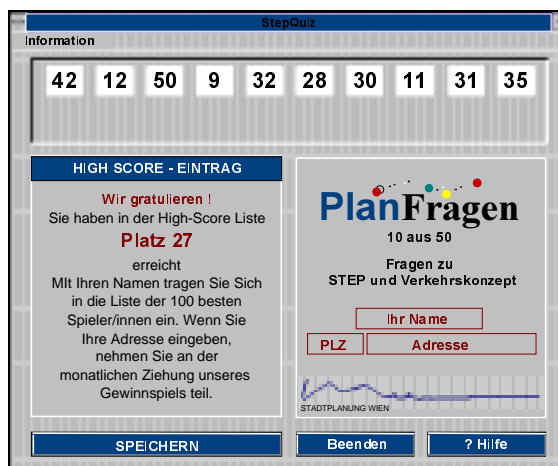 StepQuiz
Information
42 12 50 9 32 28 30 11 31 35
HIGH SCORE - EINTRAG
Wir gratulieren !
Sie haben in der High-Score Liste
Platz 27
erreicht
MIt Ihren Namen tragen Sie Sich
in die Liste der 100 besten
Spieler/innen ein. Wenn Sie
Ihre Adresse eingeben,
nehmen Sie an der
monatlichen Ziehung unseres
Gewinnspiels teil.
SPEICHERN
PlanFragen
10 aus 50
Fragen zu
STEP und Verkehrskonzept
Ihr Name
PLZ Adresse
STADTPLANUNG WIEN
Beenden ? Hilfe